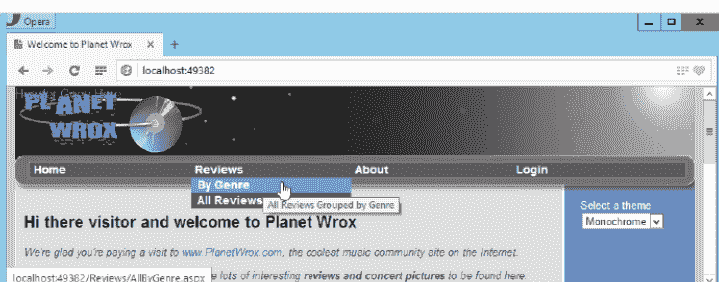 Opera
Welcome to Planet Wrox
localhost:49382
PLANET
WROX
Home Reviews About Login
By Genre
All Reviews
All Reviews Grouped by Genre
Select a theme
Monochrome
Hi there visitor and welcome to Planet Wrox
We're glad you're paying a visit to www.PlanetWrox.com, the coolest music community site on the Internet.
localhost:49382/Reviews/AllByGenre.aspx
e lots of interesting reviews and concert pictures to be found here.